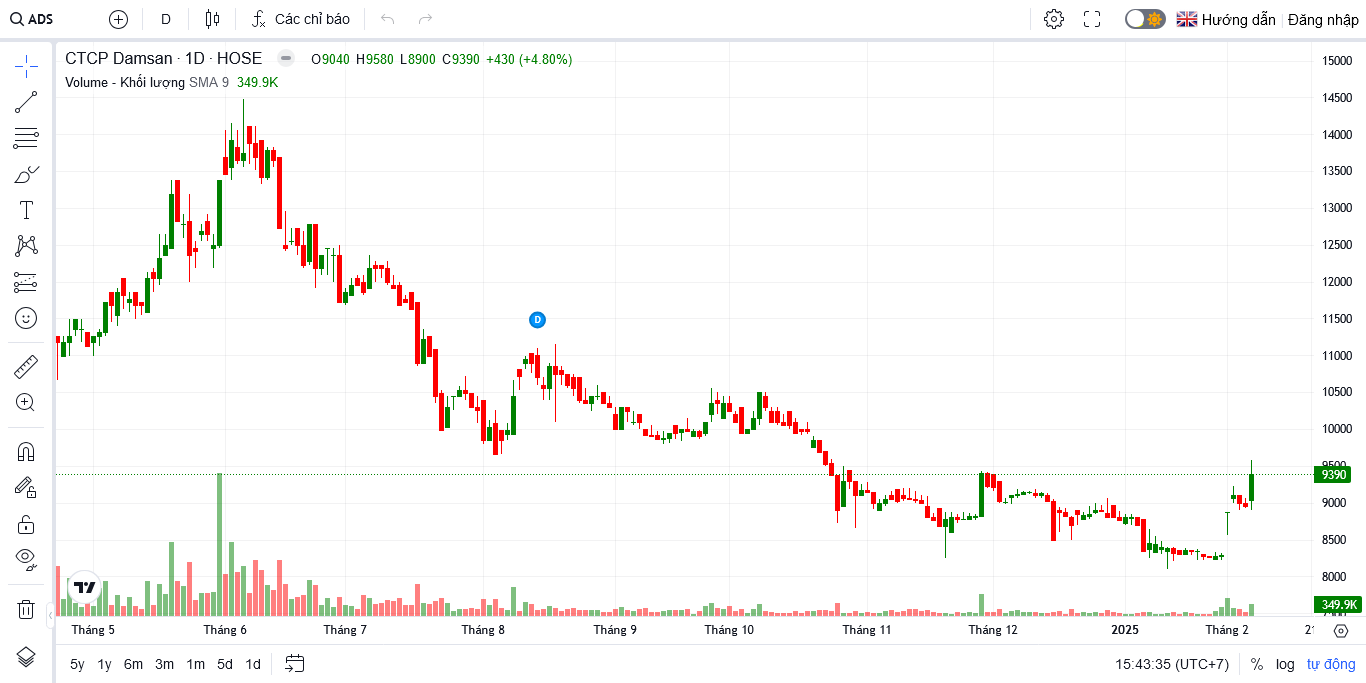 ADS D Các chỉ báo Hướng dẫn Đăng nhập
CTCP Damsan · 1D · HOSE O9040 H9580 L8900 C9390 +430 (+4.80%)
Volume - Khối lượng SMA 9 349.9K
D
15000
14500
14000
13500
13000
12500
12000
11500
11000
10500
10000
9500
9390
9000
8500
8000
349.9K
Tháng 5 Tháng 6 Tháng 7 Tháng 8 Tháng 9 Tháng 10 Tháng 11 Tháng 12 2025 Tháng 2
5y 1y 6m 3m 1m 5d 1d 15:43:35 (UTC+7) % log tự động